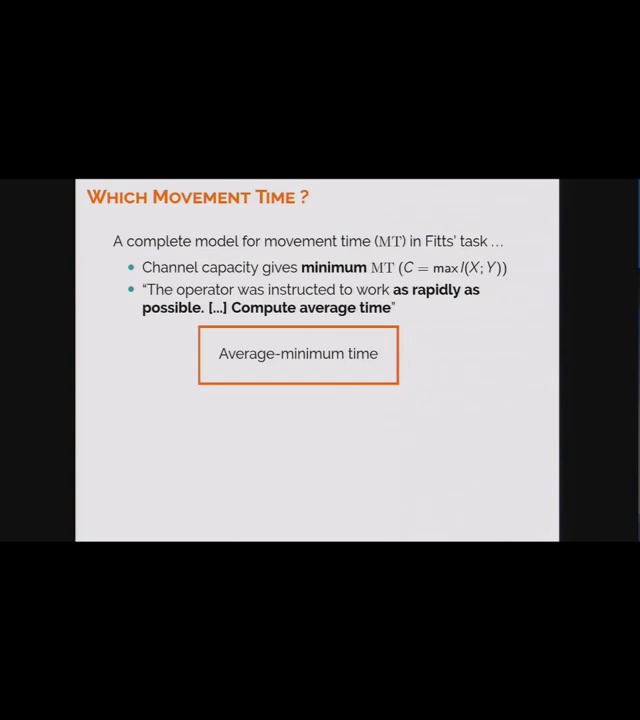 WHICH MOVEMENT TIME ?
A complete model for movement time (MT) in Fitts' task …
• Channel capacity gives minimum MT (C = max I(X; Y))
• “The operator was instructed to work as rapidly as
possible. [...] Compute average time”
Average-minimum time